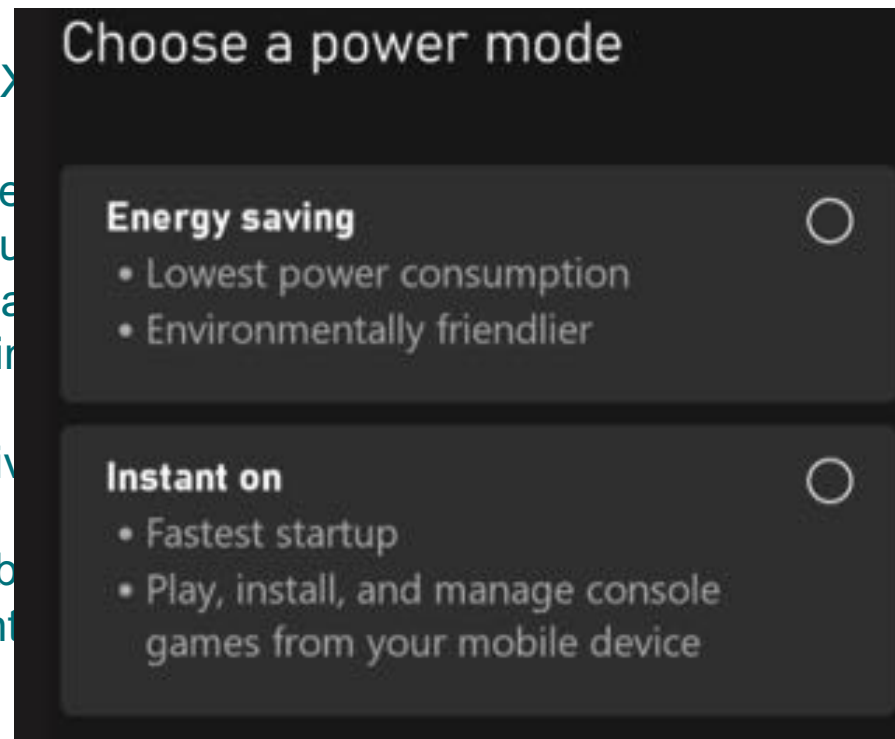 Choose a power mode
Energy saving
• Lowest power consumption
• Environmentally friendlier
Instant on
• Fastest startup
• Play, install, and manage console
games from your mobile device